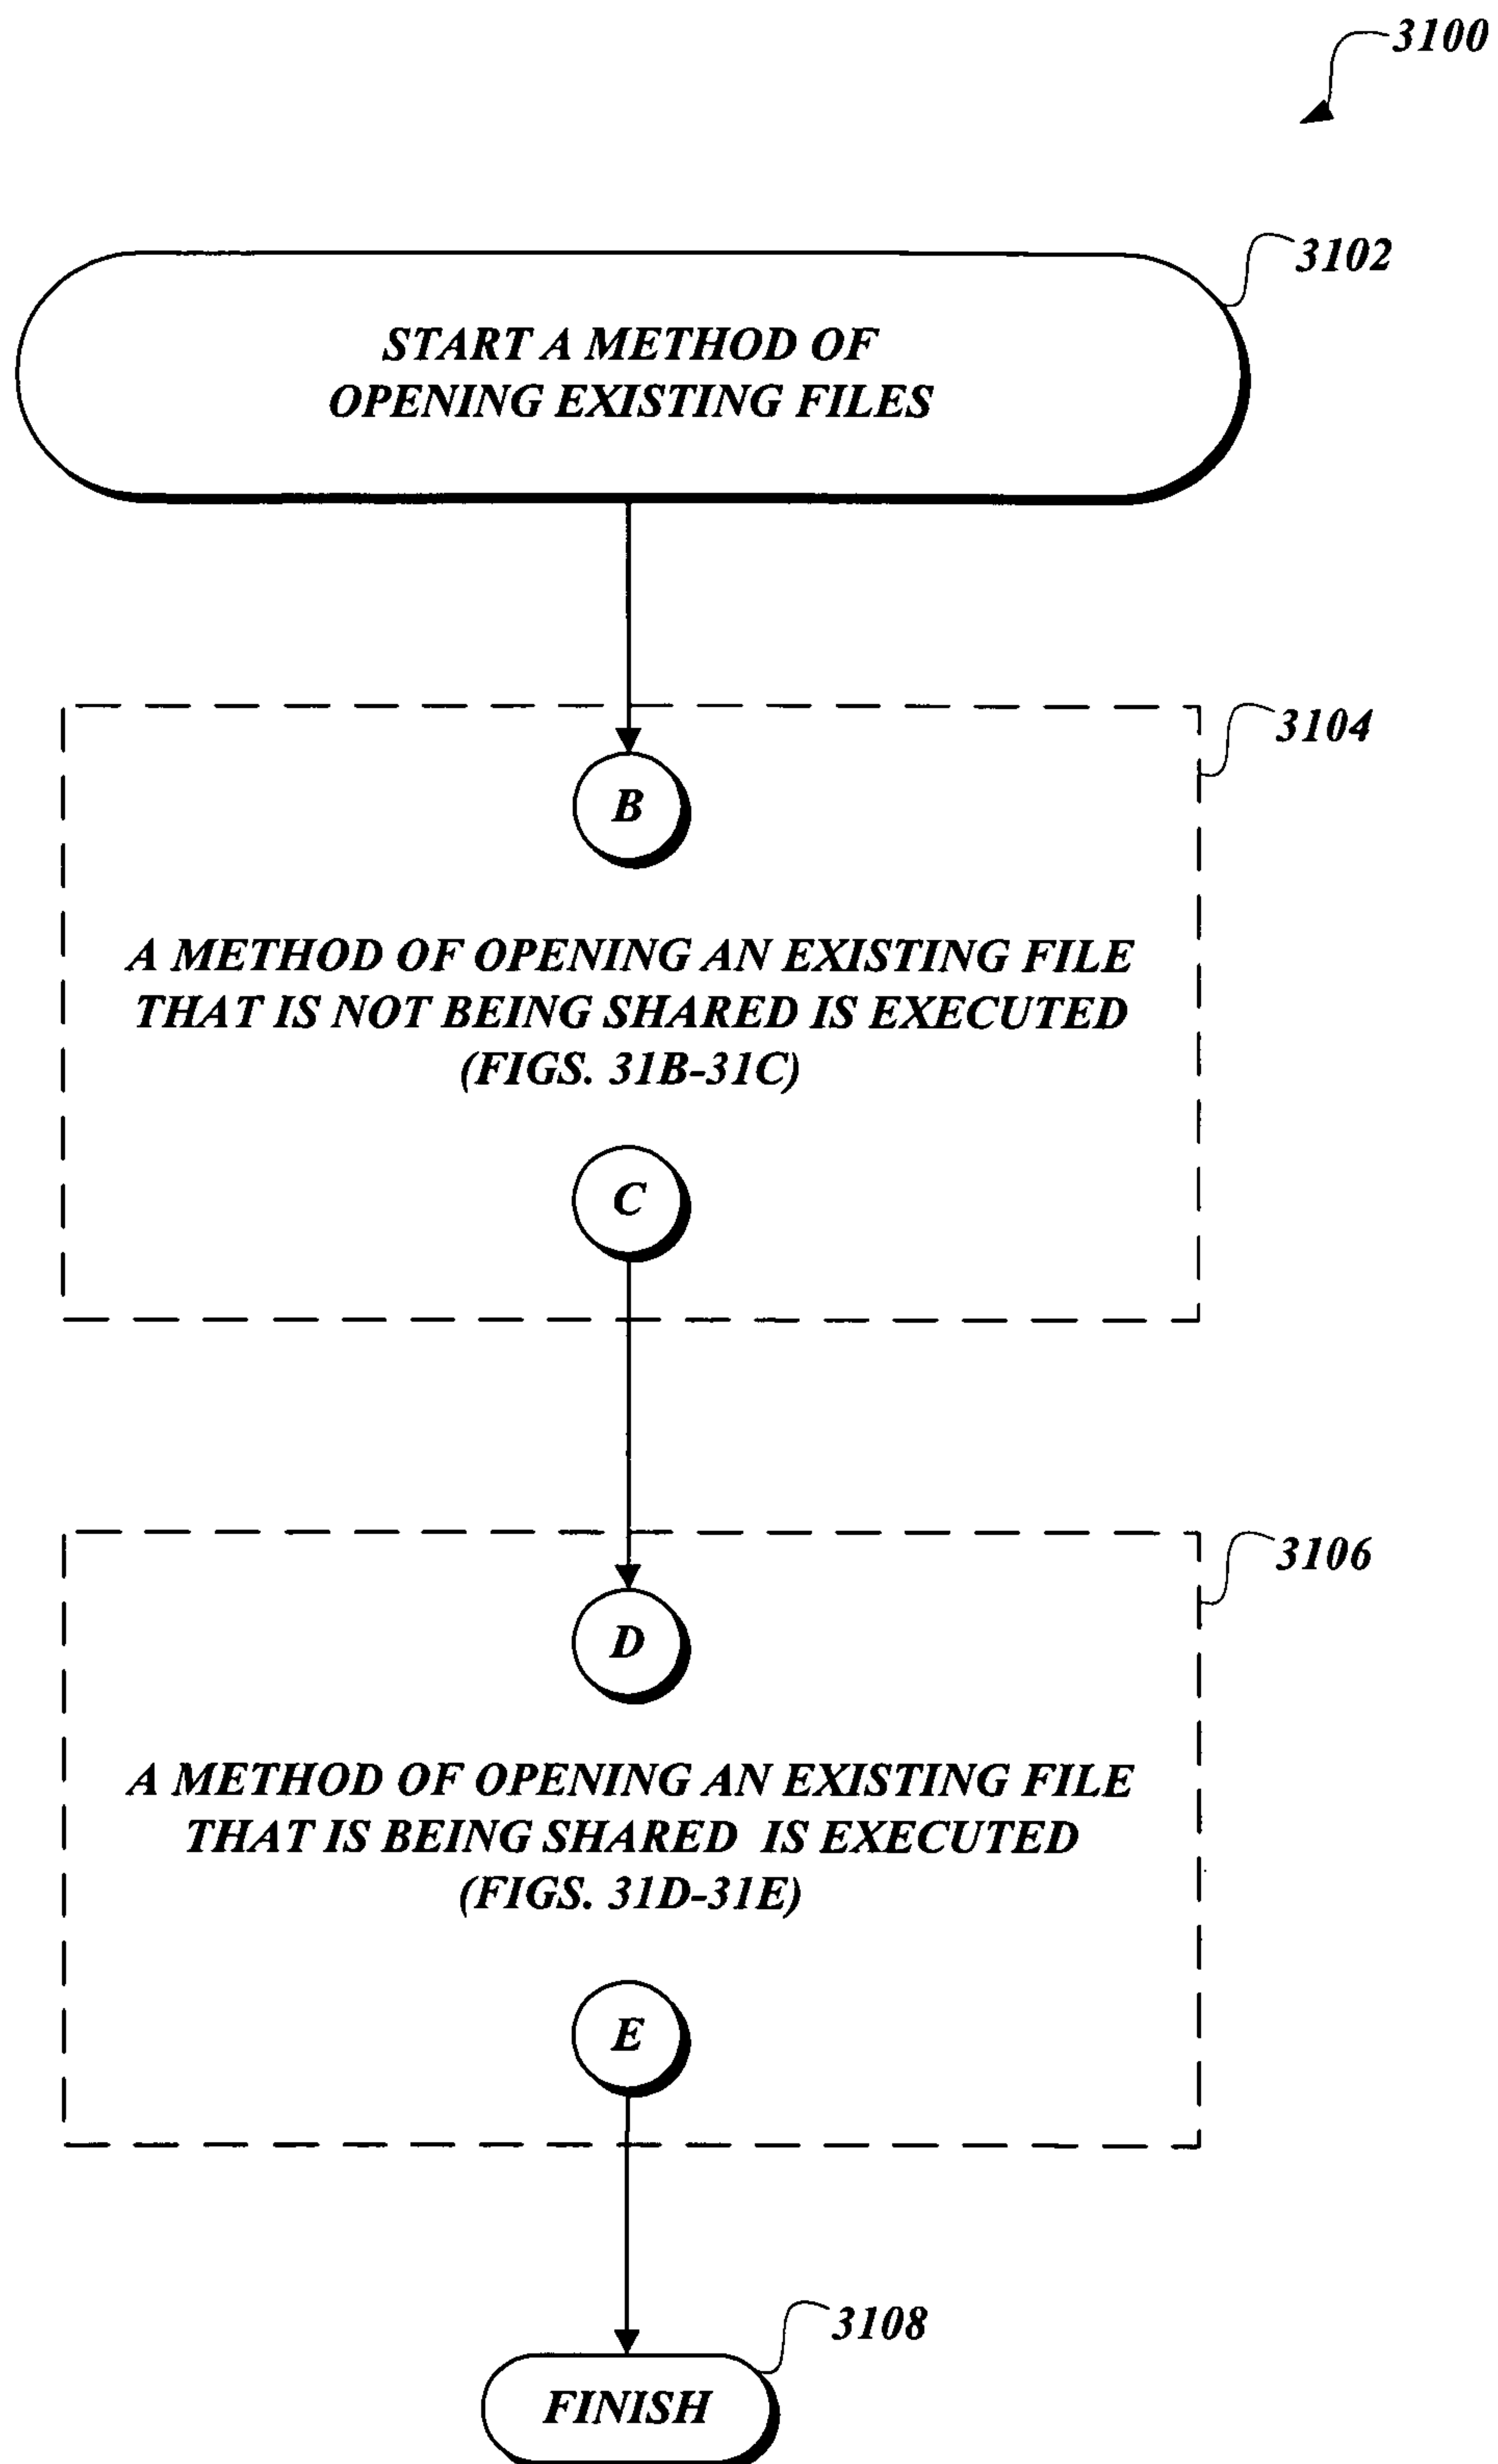 3100
3102
START A METHOD OF
OPENING EXISTING FILES
3104
B
A METHOD OF OPENING AN EXISTING FILE
THAT IS NOT BEING SHARED IS EXECUTED
(FIGS. 31B-31C)
C
3106
D
A METHOD OF OPENING AN EXISTING FILE
THAT IS BEING SHARED IS EXECUTED
(FIGS. 31D-31E)
E
3108
FINISH